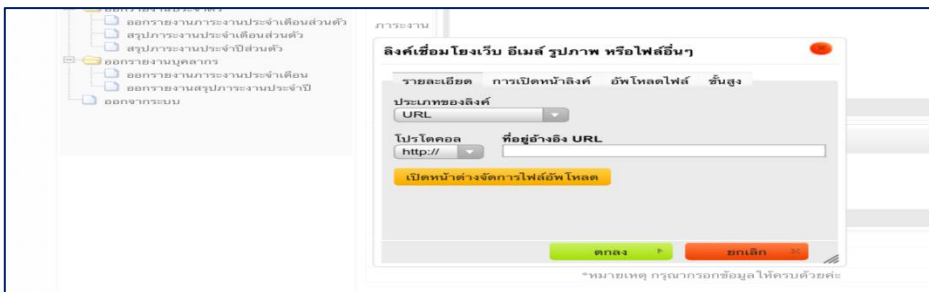 ออกรายงานประจำตัว
ออกรายงานภาระงานประจำเดือนส่วนตัว
สรุปภาระงานประจำเดือนส่วนตัว
สรุปภาระงานประจำปีส่วนตัว
ออกรายงานบุคลากร
ออกรายงานภาระงานประจำเดือน
ออกรายงานสรุปภาระงานประจำปี
ออกจากระบบ
ภาระงาน
ลิงค์เชื่อมโยงเว็บ อีเมล์ รูปภาพ หรือไฟล์อื่นๆ
รายละเอียด การเปิดหน้าลิงค์ อัพโหลดไฟล์ ขั้นสูง
ประเภทของลิงค์
URL
โปรโตคอล ที่อยู่อ้างอิง URL
http://
เปิดหน้าต่างจัดการไฟล์อัพโหลด
ตกลง ยกเลิก
*หมายเหตุ กรุณากรอกข้อมูลให้ครบด้วยค่ะ